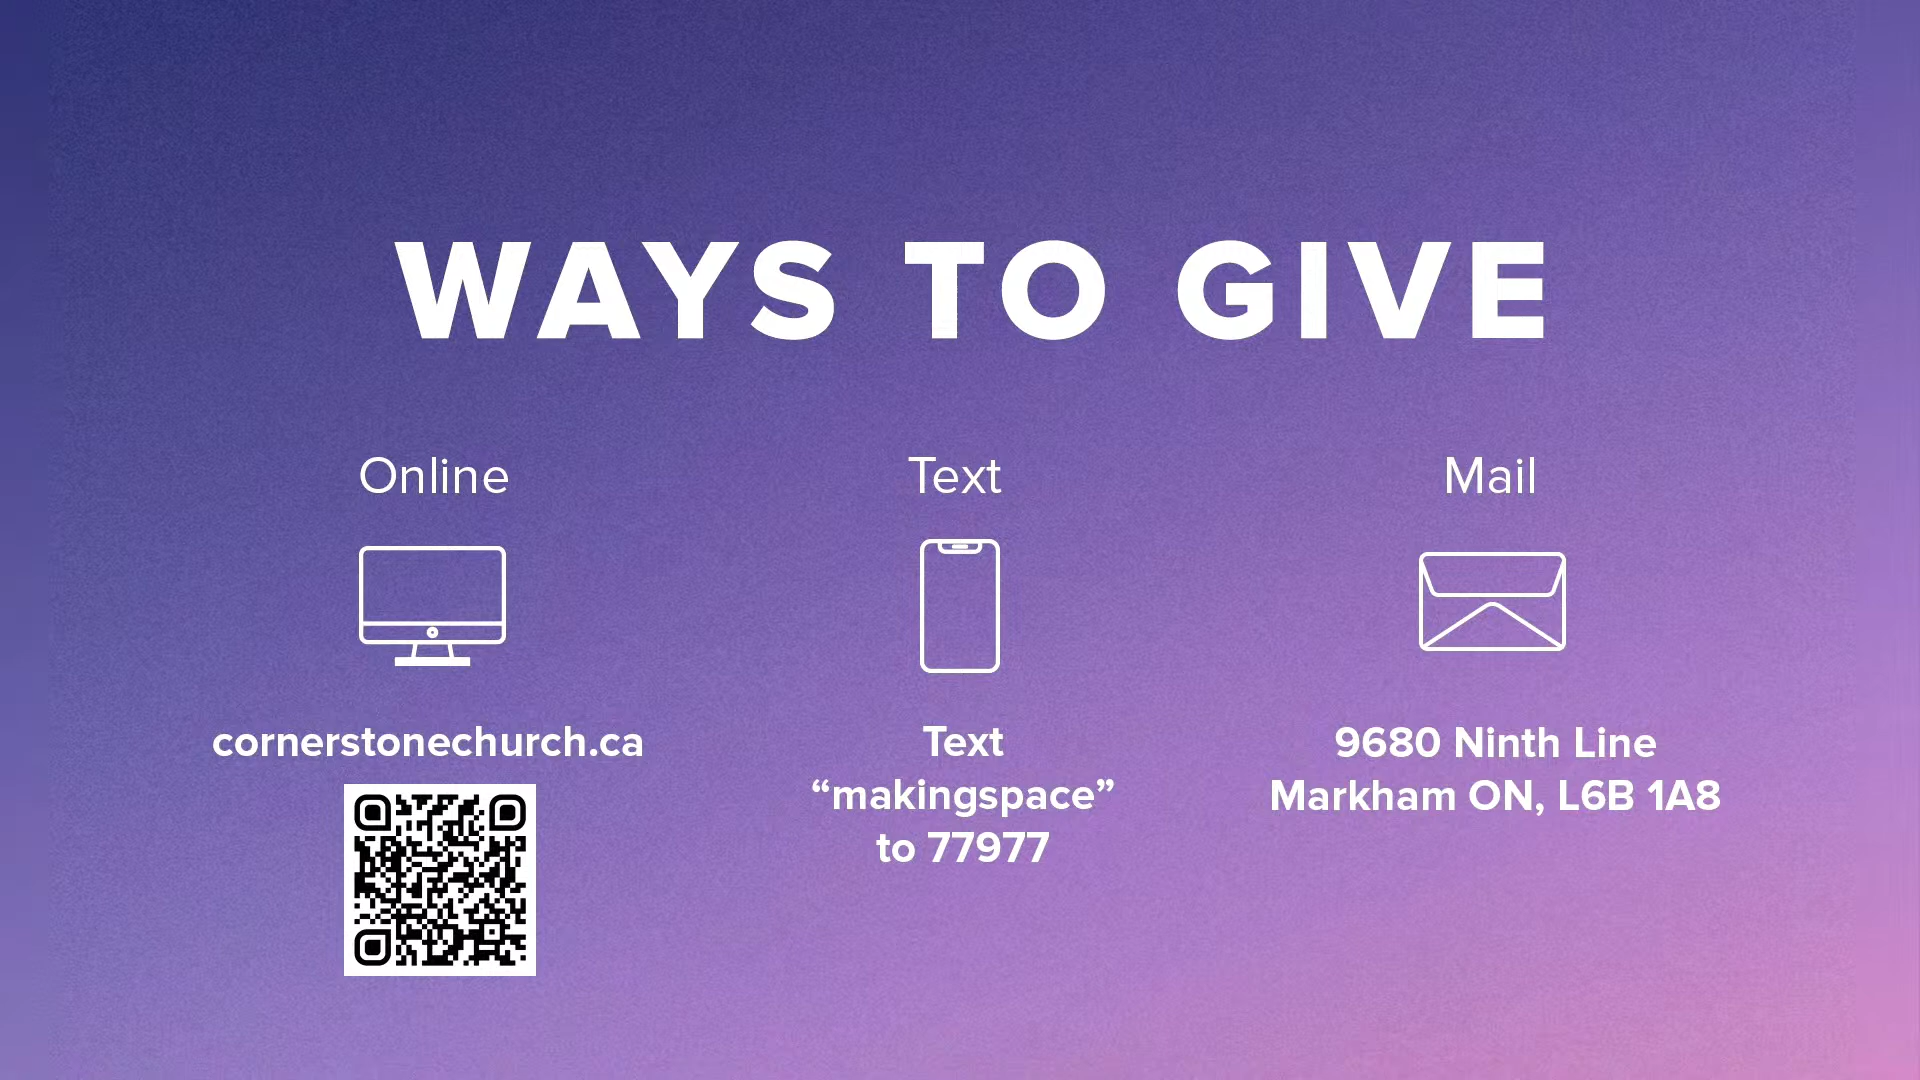 WAYS TO GIVE
Online
cornerstonechurch.ca
Text
Text
“makingspace”
to 77977
Mail
9680 Ninth Line
Markham ON, L6B 1A8